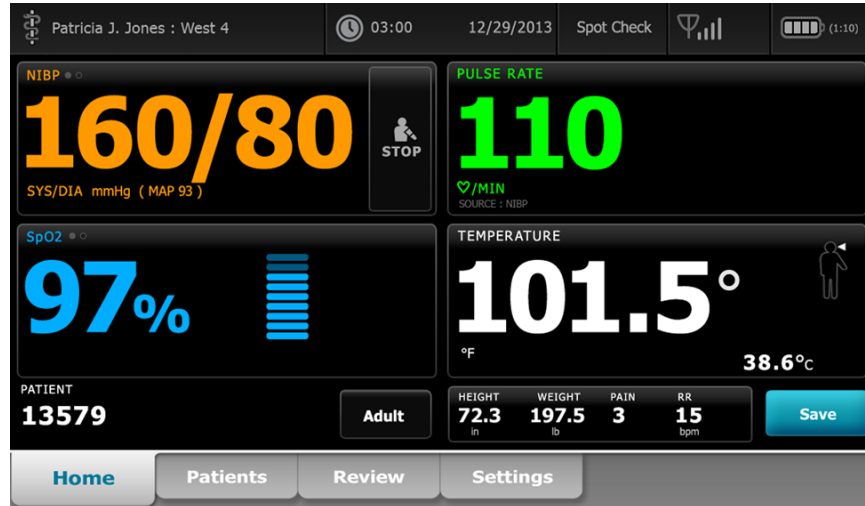 Patricia J. Jones : West 4
03:00
12/29/2013
Spot Check
(1:10)
NIBP
160/80
STOP
SYS/DIA mmHg ( MAP 93 )
PULSE RATE
110
/MIN
SOURCE : NIBP
SpO2
97%
TEMPERATURE
101.5°
°F
38.6°C
PATIENT
13579
Adult
HEIGHT WEIGHT PAIN RR
72.3 197.5 3 15
in lb bpm
Save
Home Patients Review Settings